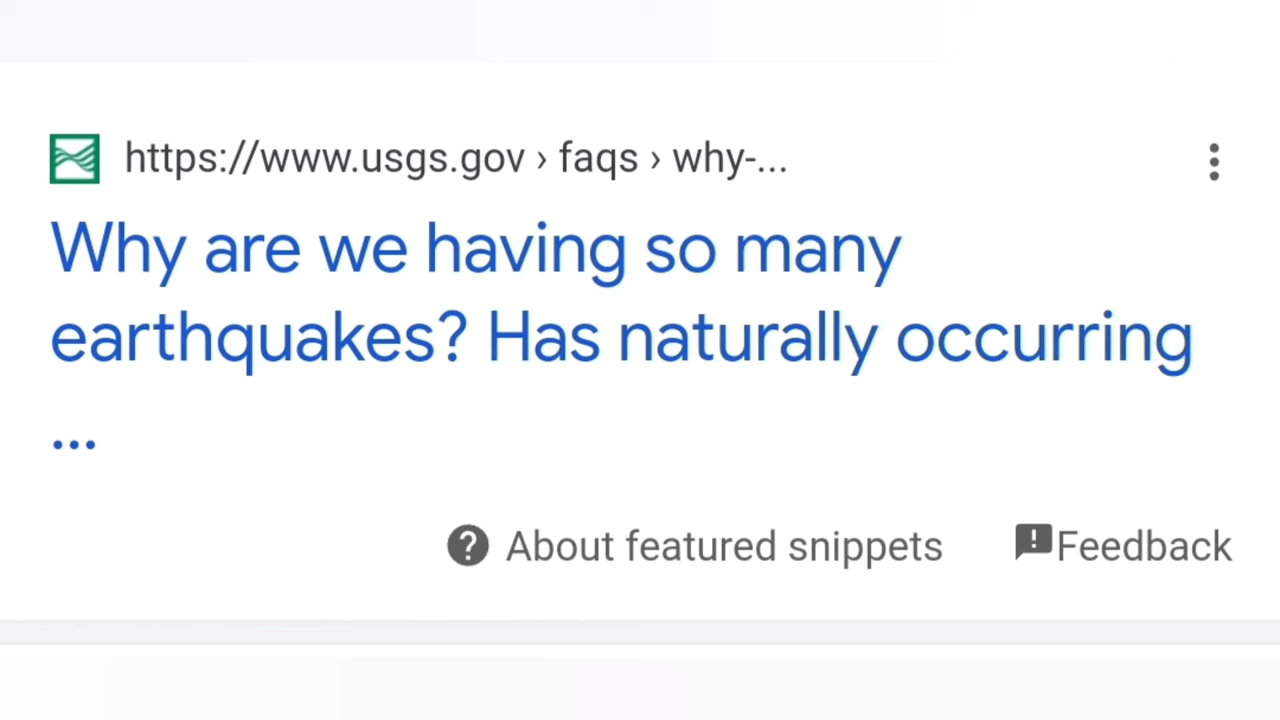 https://www.usgs.gov › faqs › why-...
Why are we having so many
earthquakes? Has naturally occurring
...
About featured snippets
Feedback